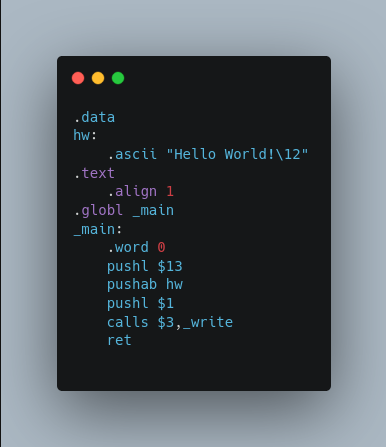 .data
hw:
    .ascii "Hello World!\12"
.text
    .align 1
.globl _main
_main:
    .word 0
    pushl $13
    pushab hw
    pushl $1
    calls $3,_write
    ret